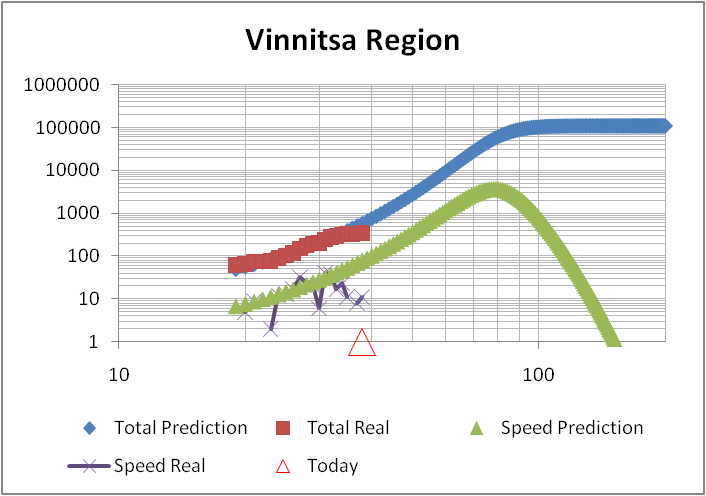 Vinnitsa Region
1000000
100000
10000
1000
100
10
1
10 100
Total Prediction Total Real Speed Prediction
Speed Real Today